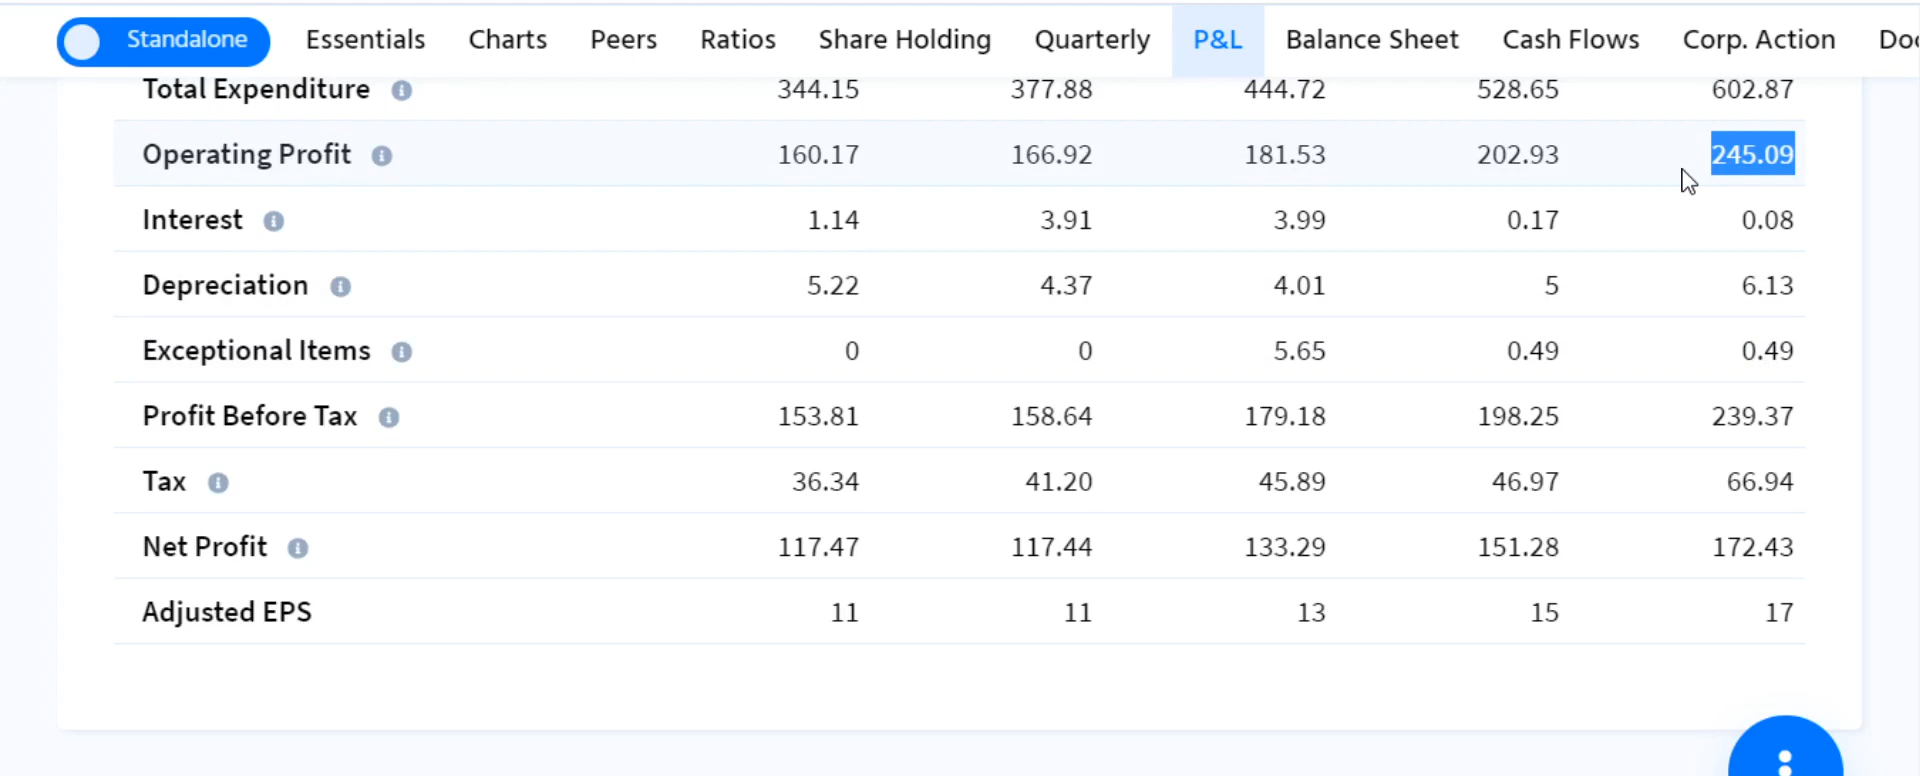 Standalone Essentials Charts Peers Ratios Share Holding Quarterly P&L Balance Sheet Cash Flows Corp. Action
Total Expenditure 344.15 377.88 444.72 528.65 602.87
Operating Profit 160.17 166.92 181.53 202.93 245.09
Interest 1.14 3.91 3.99 0.17 0.08
Depreciation 5.22 4.37 4.01 5 6.13
Exceptional Items 0 0 5.65 0.49 0.49
Profit Before Tax 153.81 158.64 179.18 198.25 239.37
Tax 36.34 41.20 45.89 46.97 66.94
Net Profit 117.47 117.44 133.29 151.28 172.43
Adjusted EPS 11 11 13 15 17